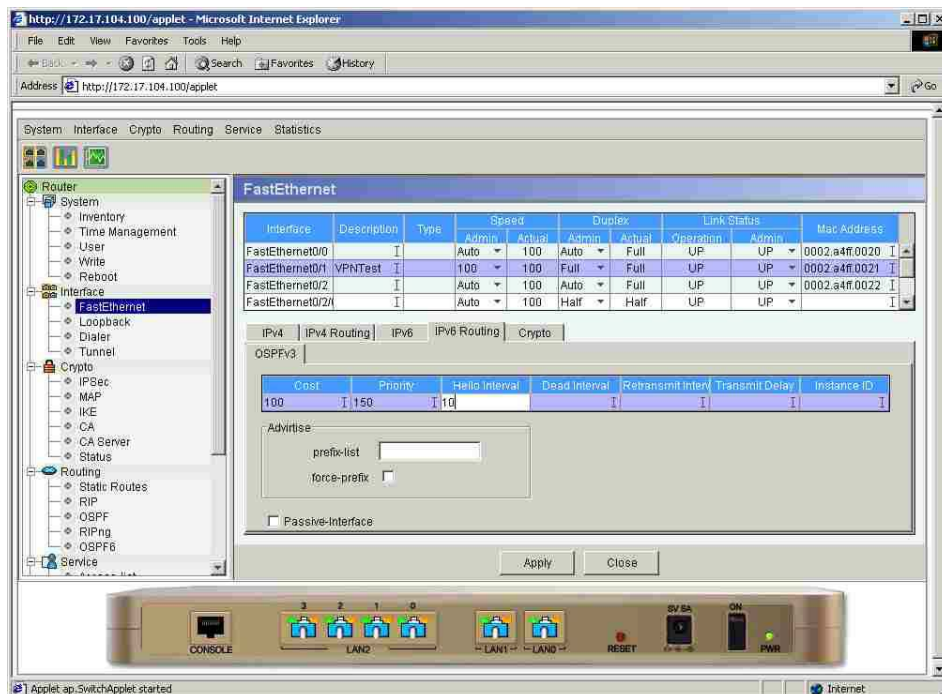 http://172.17.104.100/applet - Microsoft Internet Explorer
File Edit View Favorites Tools Help
Back Search Favorites History
Address http://172.17.104.100/applet Go
System Interface Crypto Routing Service Statistics
Router
System
Inventory
Time Management
User
Write
Reboot
Interface
FastEthernet
Loopback
Dialer
Tunnel
Crypto
IPSec
MAP
IKE
CA
CA Server
Status
Routing
Static Routes
RIP
OSPF
RIPng
OSPF6
Service
FastEthernet
Interface Description Type Speed Duplex Link Status Mac Address
Admin Actual Admin Actual Operation Admin
FastEthernet0/0 Auto 100 Auto Full UP UP 0002.a4ff.0020
FastEthernet0/1 VPNTest 100 100 Full Full UP UP 0002.a4ff.0021
FastEthernet0/2 Auto 100 Auto Full UP UP 0002.a4ff.0022
FastEthernet0/2/ Auto 100 Half Half UP UP
IPv4 IPv4 Routing IPv6 IPv6 Routing Crypto
OSPFv3
Cost Priority Hello Interval Dead Interval Retransmit Interv Transmit Delay Instance ID
100 150 10
Advirtise
prefix-list
force-prefix
Passive-Interface
Apply Close
3 2 1 0
CONSOLE LAN2 LAN1 LAN0 RESET 5V 5A ON PWR
Applet ap.SwitchApplet started Internet